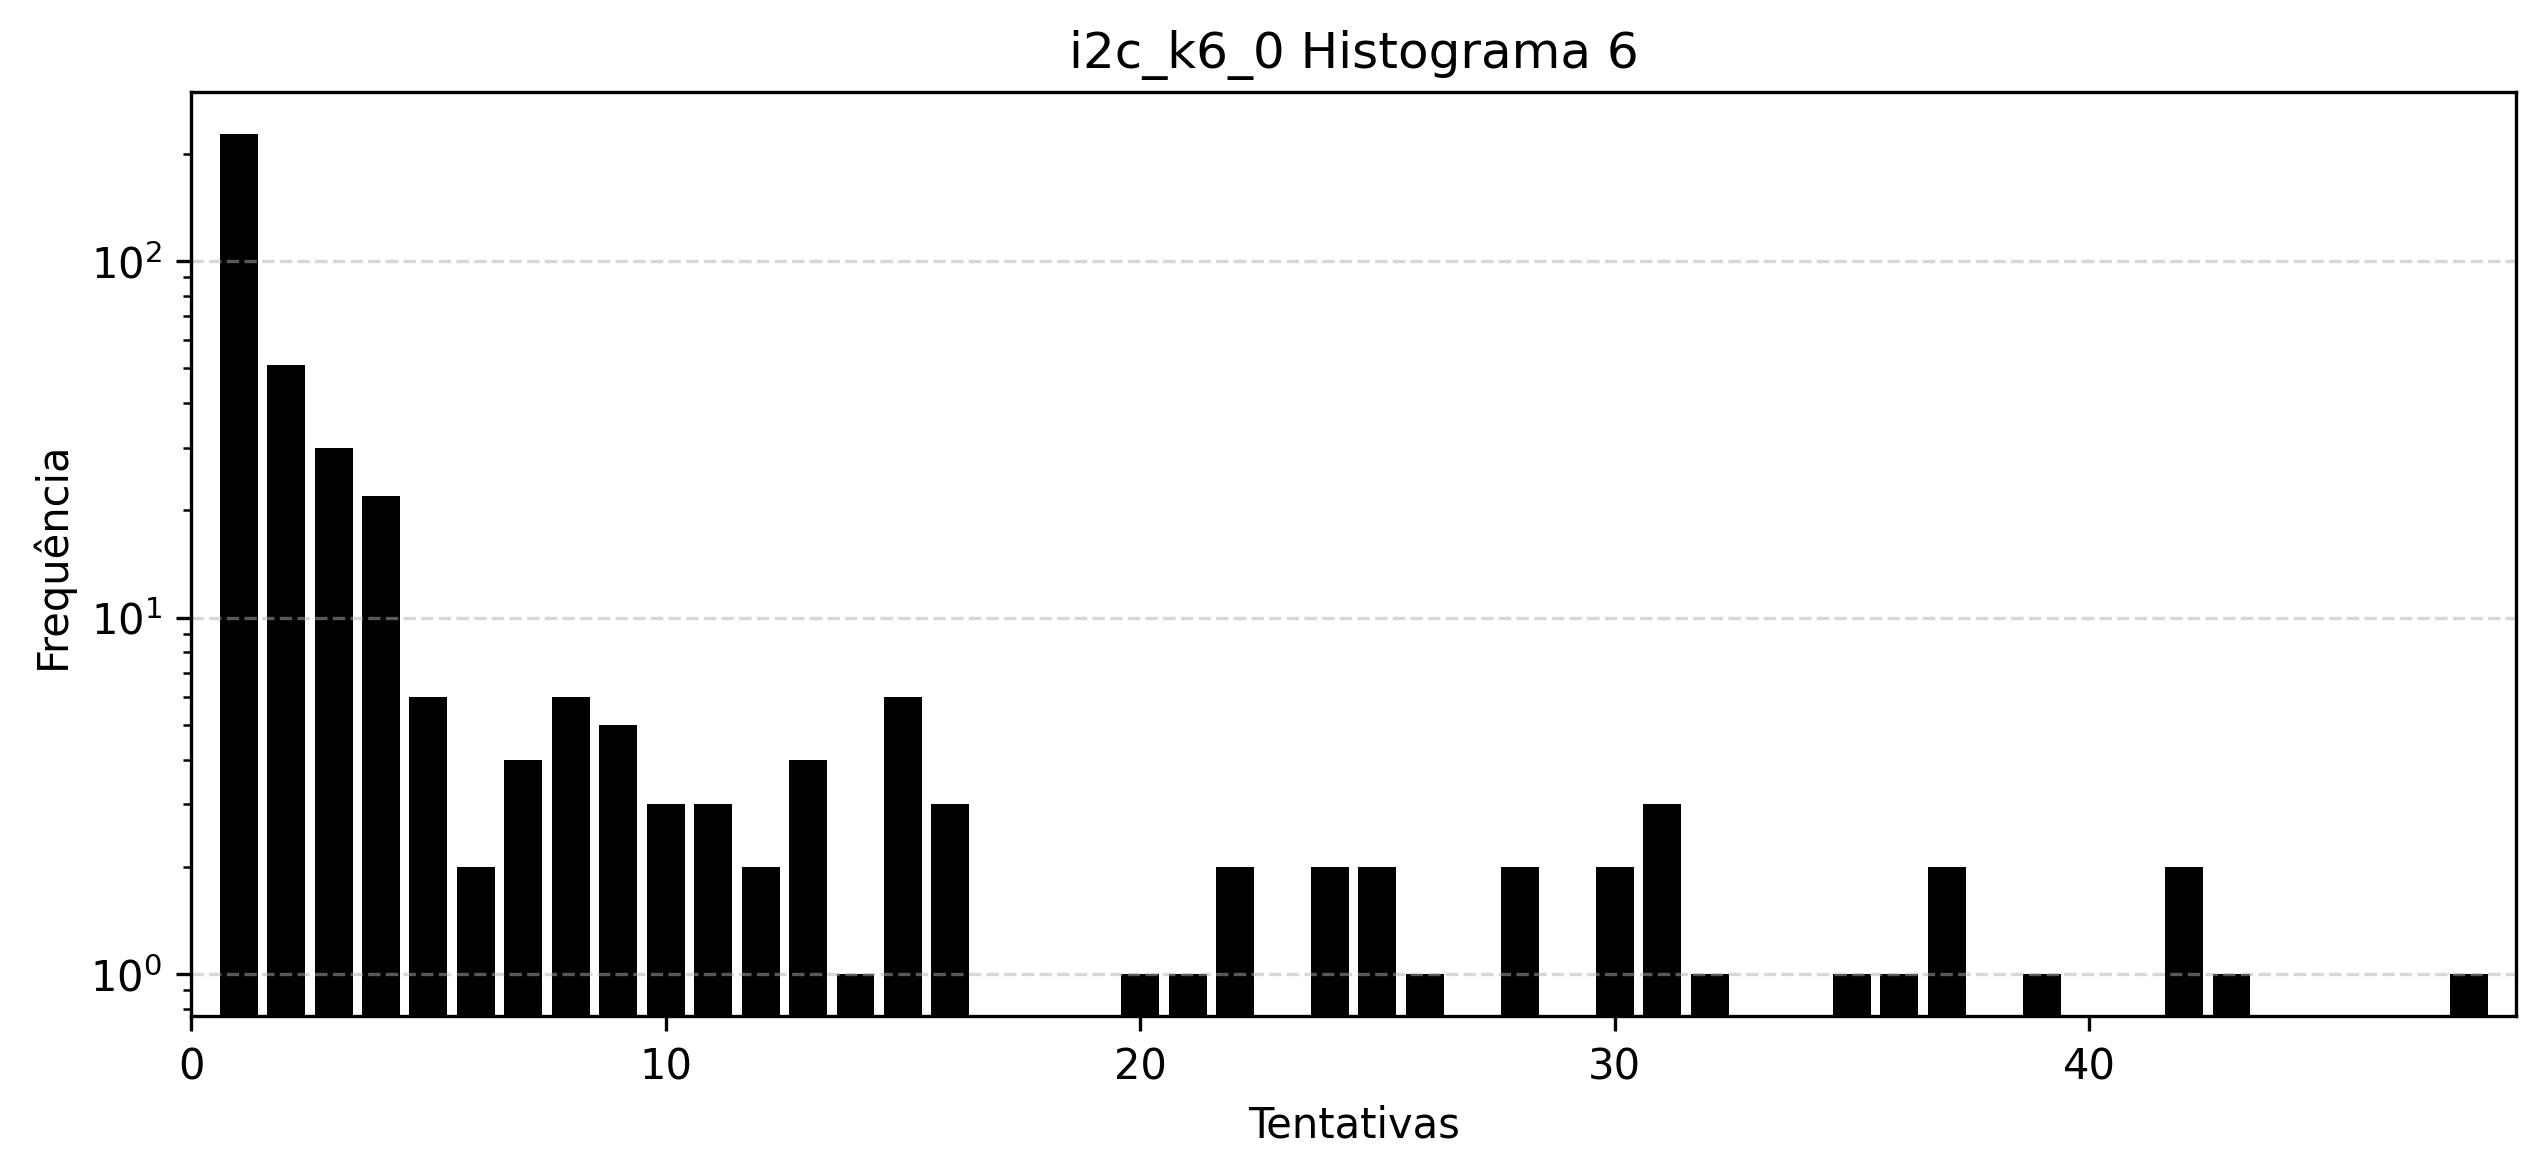 i2c_k6_0 Histograma 6
Frequência
10²
10¹
10⁰
0 10 20 30 40
Tentativas